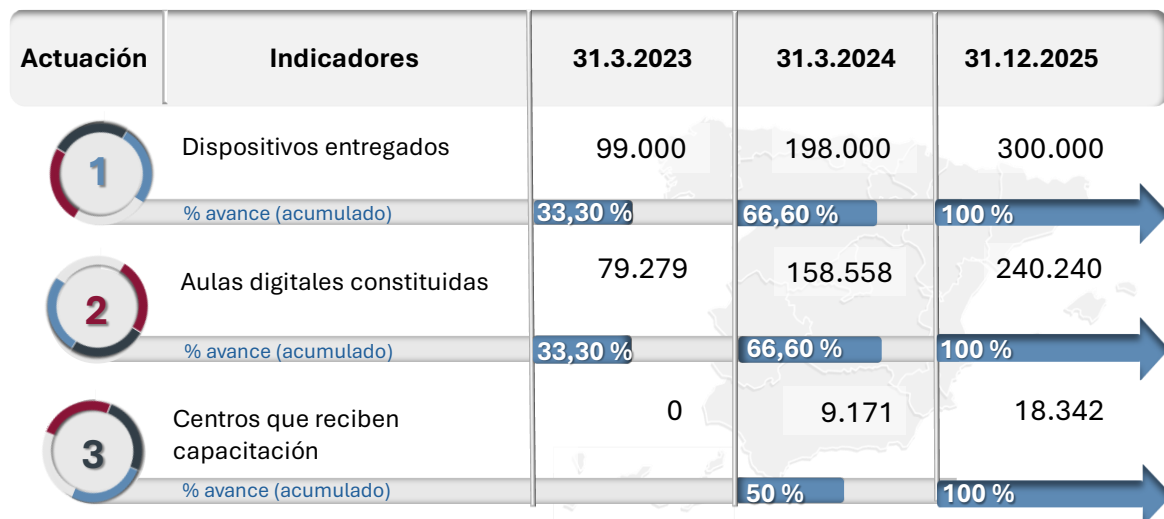 Actuación Indicadores 31.3.2023 31.3.2024 31.12.2025
1 Dispositivos entregados 99.000 198.000 300.000
% avance (acumulado) 33,30 % 66,60 % 100 %
2 Aulas digitales constituidas 79.279 158.558 240.240
% avance (acumulado) 33,30 % 66,60 % 100 %
3 Centros que reciben 0 9.171 18.342
capacitación
% avance (acumulado) 50 % 100 %